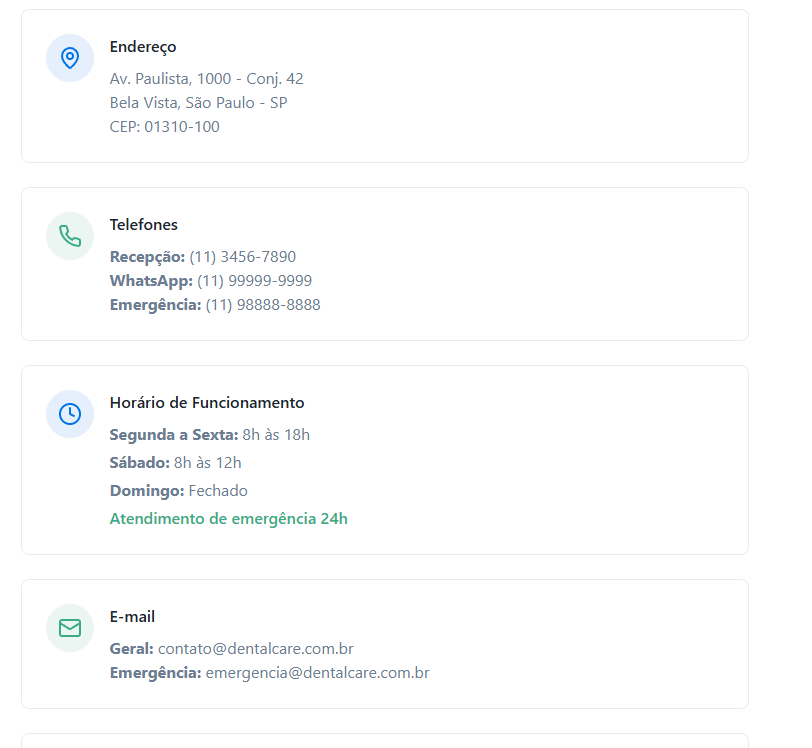 Endereço
Av. Paulista, 1000 - Conj. 42
Bela Vista, São Paulo - SP
CEP: 01310-100
Telefones
Recepção: (11) 3456-7890
WhatsApp: (11) 99999-9999
Emergência: (11) 98888-8888
Horário de Funcionamento
Segunda a Sexta: 8h às 18h
Sábado: 8h às 12h
Domingo: Fechado
Atendimento de emergência 24h
E-mail
Geral: contato@dentalcare.com.br
Emergência: emergencia@dentalcare.com.br